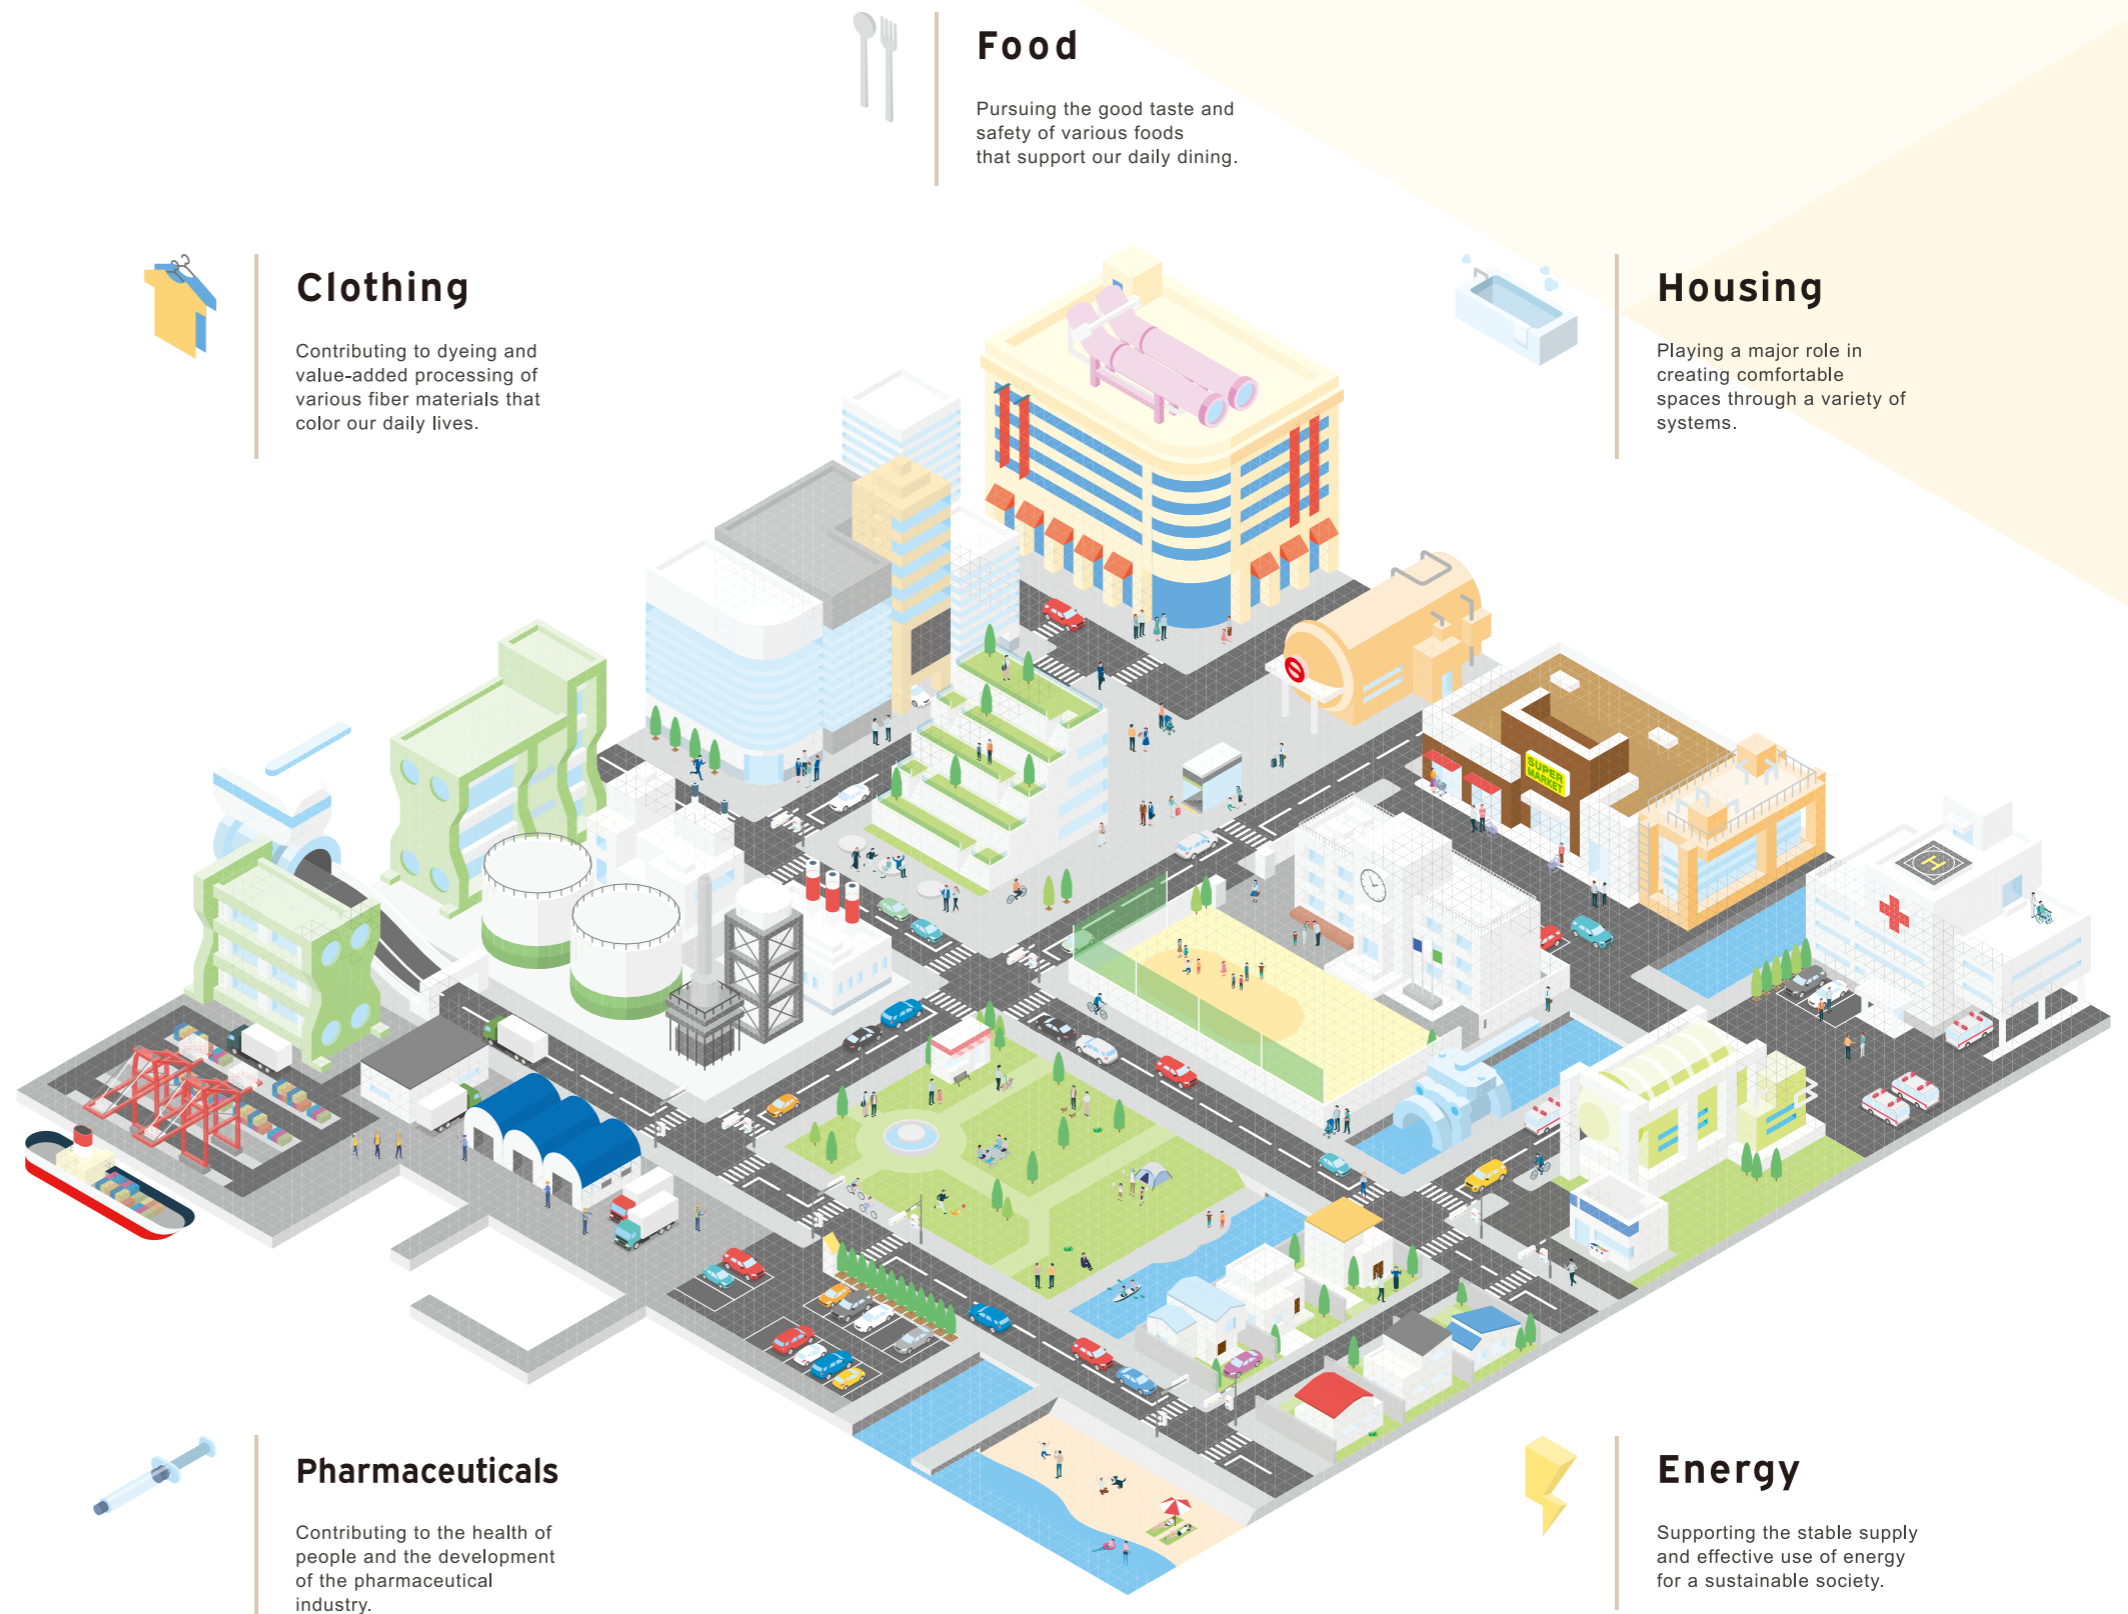 Food
Pursuing the good taste and
safety of various foods
that support our daily dining.
Clothing
Contributing to dyeing and
value-added processing of
various fiber materials that
color our daily lives.
Housing
Playing a major role in
creating comfortable
spaces through a variety of
systems.
SUPER
MARKET
H
Pharmaceuticals
Contributing to the health of
people and the development
of the pharmaceutical
industry.
Energy
Supporting the stable supply
and effective use of energy
for a sustainable society.